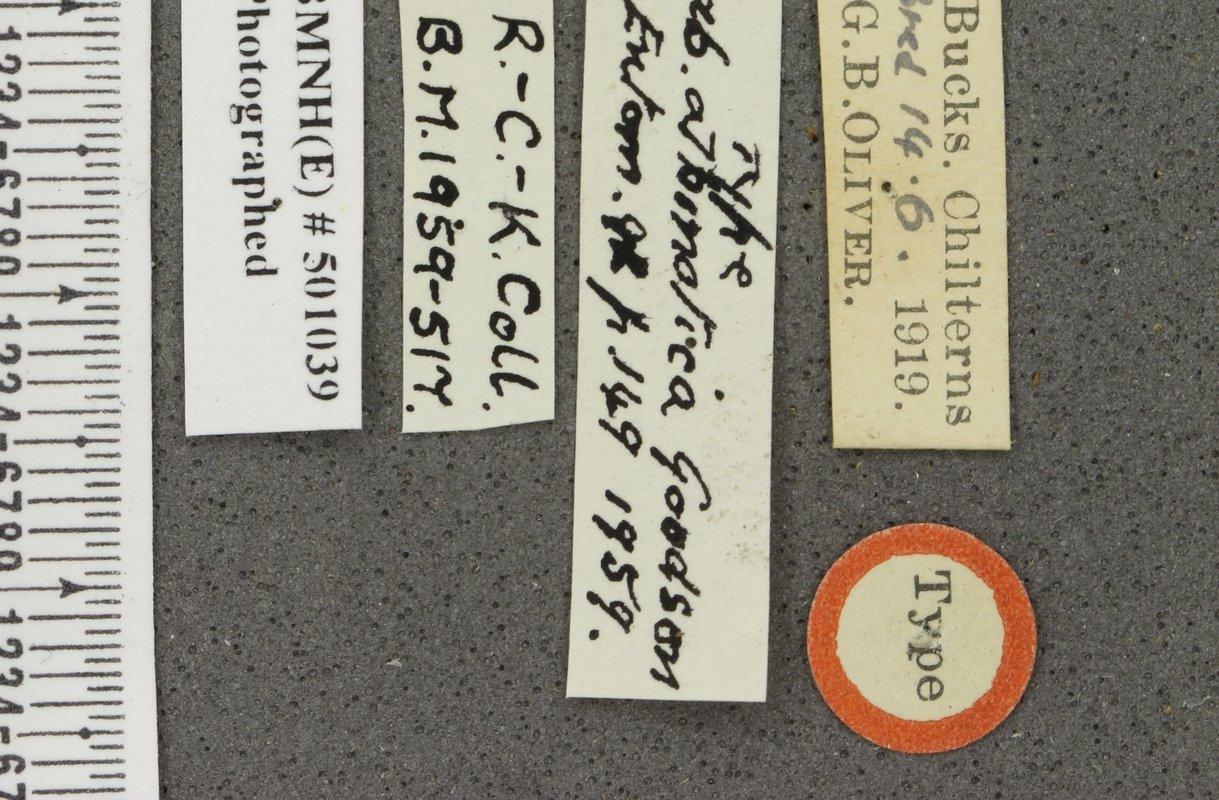 Bucks. Chilterns
Bred 14.6. 1919.
G. B. OLIVER.
Type
Type
ab. albinotica Goodson
Entom. p. 149 1959.
R.-C.-K. Coll.
B.M. 1959-517.
BMNH(E) # 501039
Photographed